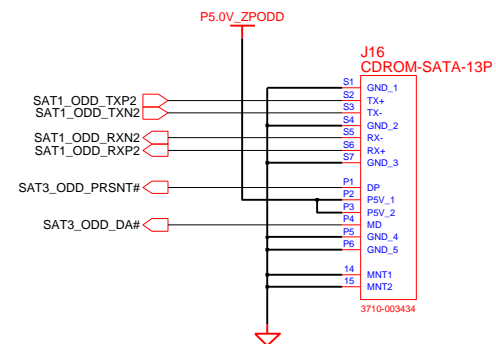 P5.0V_ZPODD
J16
CDROM-SATA-13P
S1 GND_1
SAT1_ODD_TXP2 S2 TX+
SAT1_ODD_TXN2 S3 TX-
S4 GND_2
SAT1_ODD_RXN2 S5 RX-
SAT1_ODD_RXP2 S6 RX+
S7 GND_3
SAT3_ODD_PRSNT# P1 DP
P2 P5V_1
P3 P5V_2
SAT3_ODD_DA# P4 MD
P5 GND_4
P6 GND_5
14 MNT1
15 MNT2
3710-003434